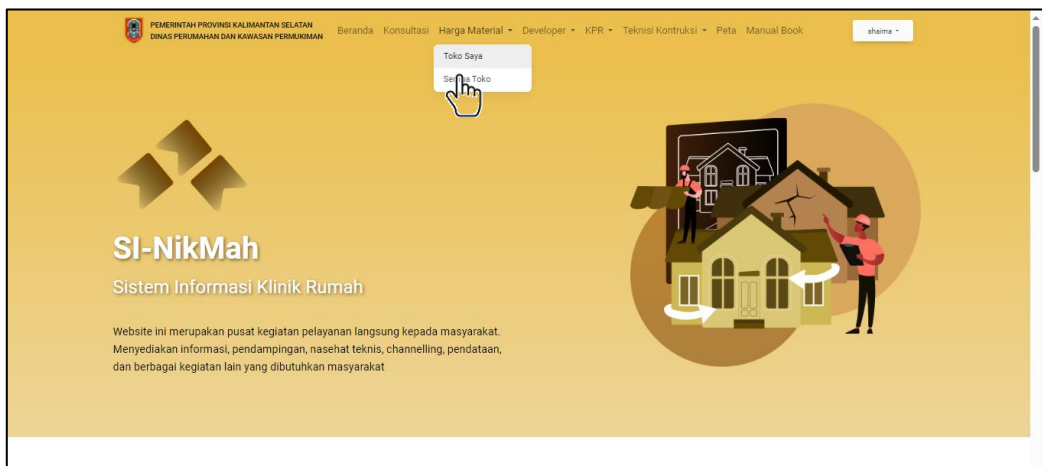 PEMERINTAH PROVINSI KALIMANTAN SELATAN
DINAS PERUMAHAN DAN KAWASAN PERMUKIMAN
Beranda Konsultasi Harga Material Developer KPR Teknisi Kontruksi Peta Manual Book shaima
Toko Saya
Toko
SI-NikMah
Sistem Informasi Klinik Rumah
Website ini merupakan pusat kegiatan pelayanan langsung kepada masyarakat.
Menyediakan informasi, pendampingan, nasehat teknis, channelling, pendataan,
dan berbagai kegiatan lain yang dibutuhkan masyarakat